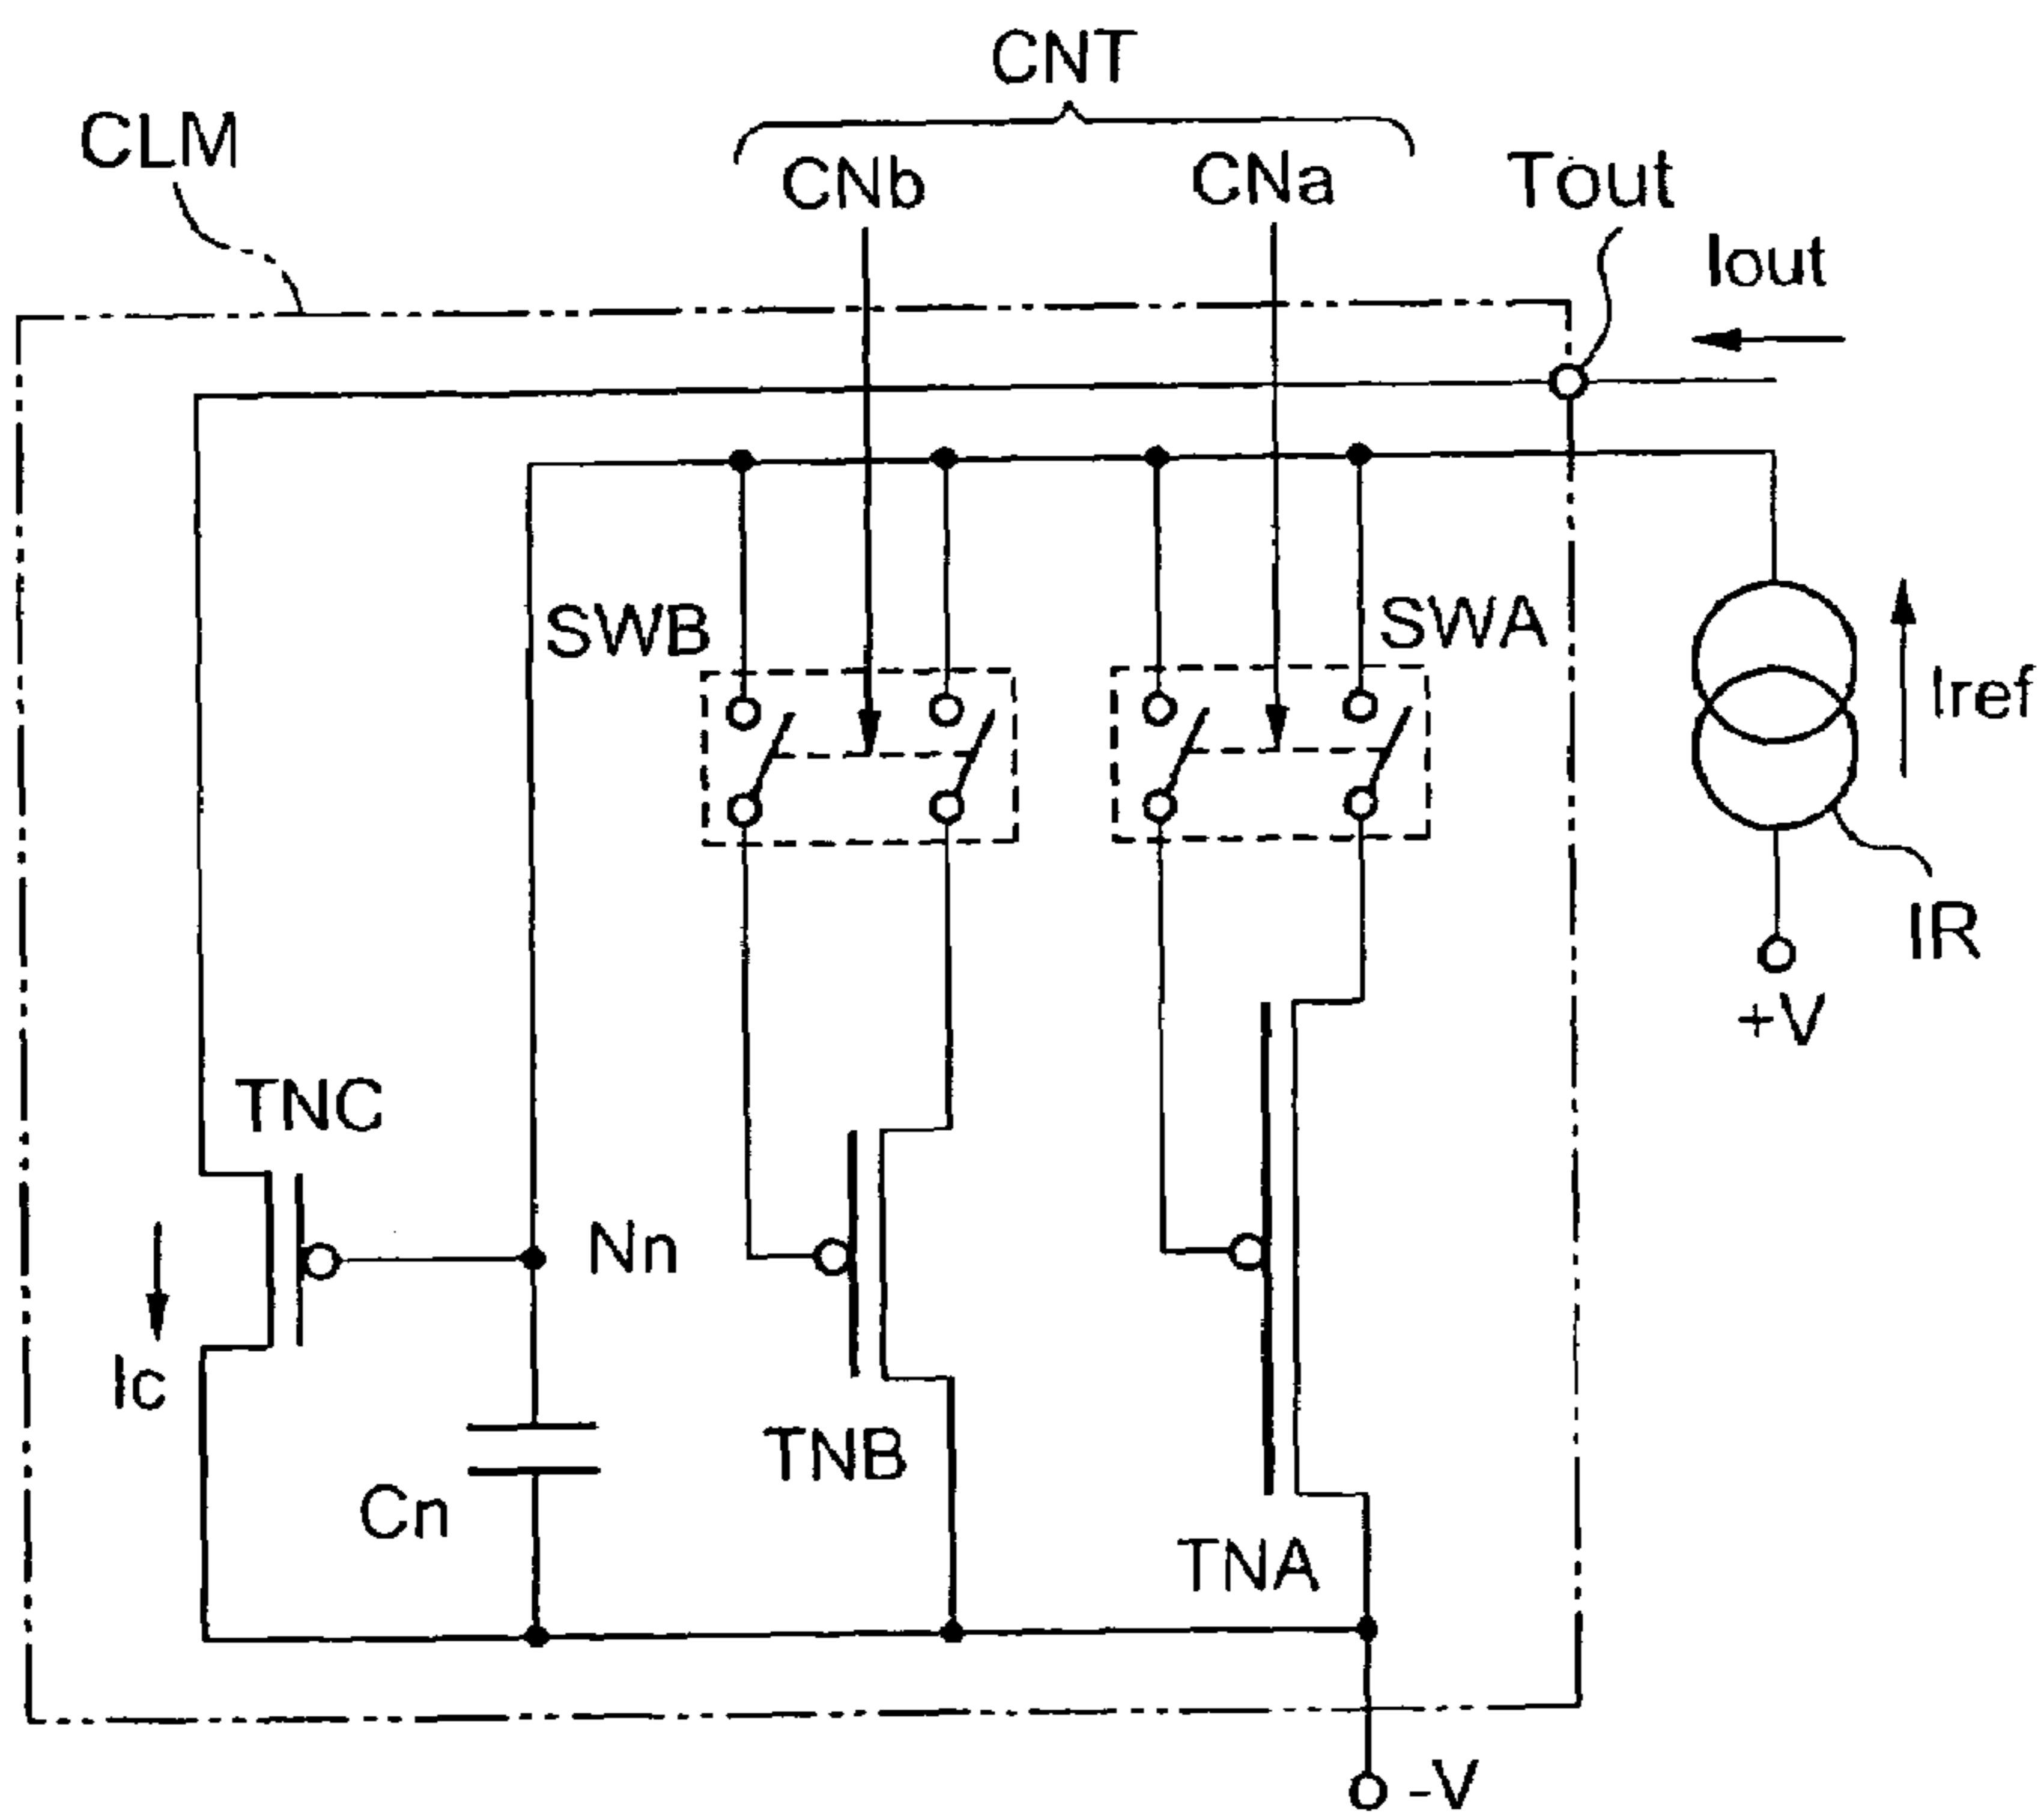 CNT
CLM
CNb
CNa
Tout
Iout
SWB
SWA
Iref
IR
+V
TNC
Nn
Ic
TNB
Cn
TNA
-V